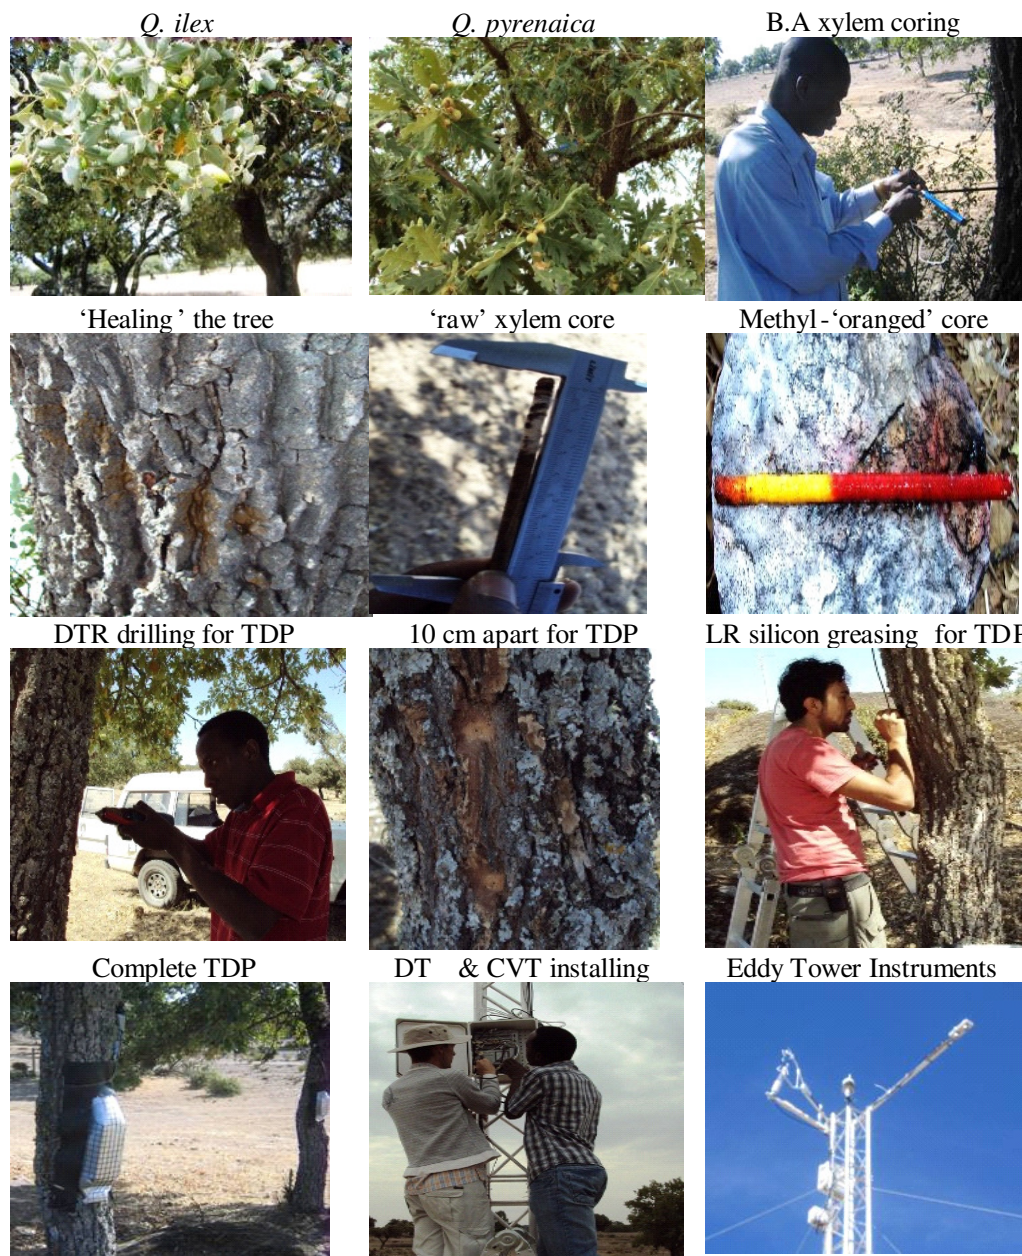 Q. ilex
Q. pyrenaica
B.A xylem coring
‘Healing’ the tree
‘raw’ xylem core
Methyl-‘oranged’ core
DTR drilling for TDP
10 cm apart for TDP
LR silicon greasing for TDP
Complete TDP
DT & CVT installing
Eddy Tower Instruments